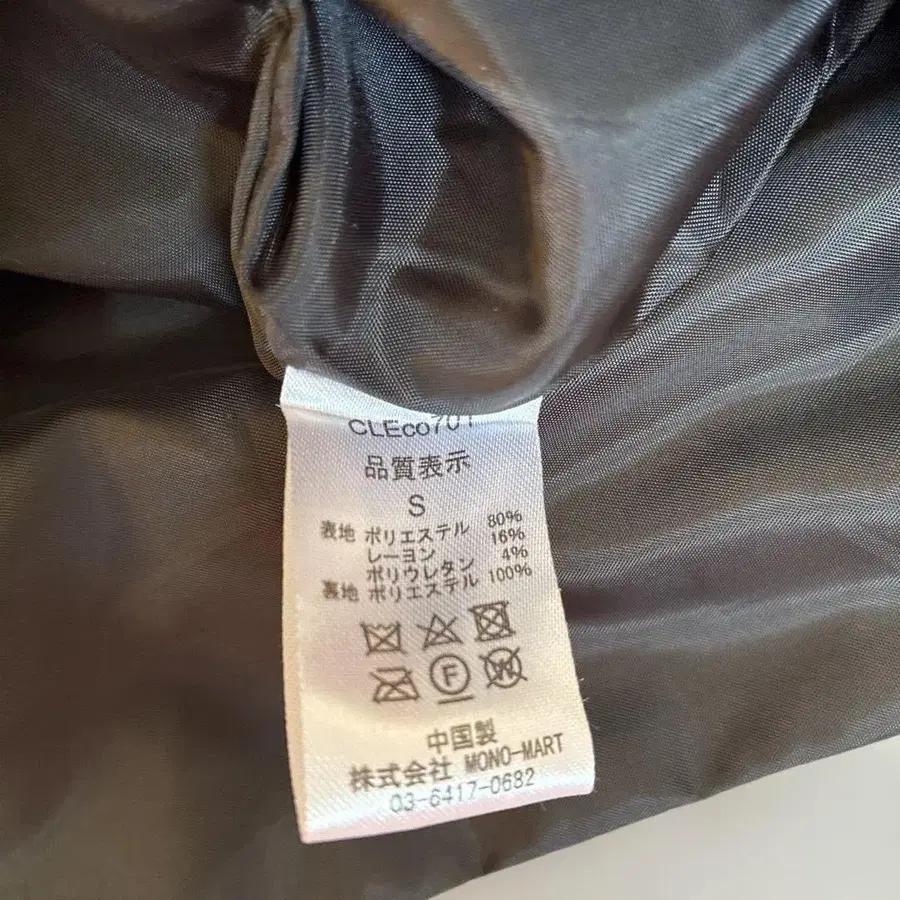 CLEco701
品質表示
S
表地 ポリエステル 80%
レーヨン 16%
ポリウレタン 4%
裏地 ポリエステル 100%
F W
中国製
株式会社 MONO-MART
03-6417-0682